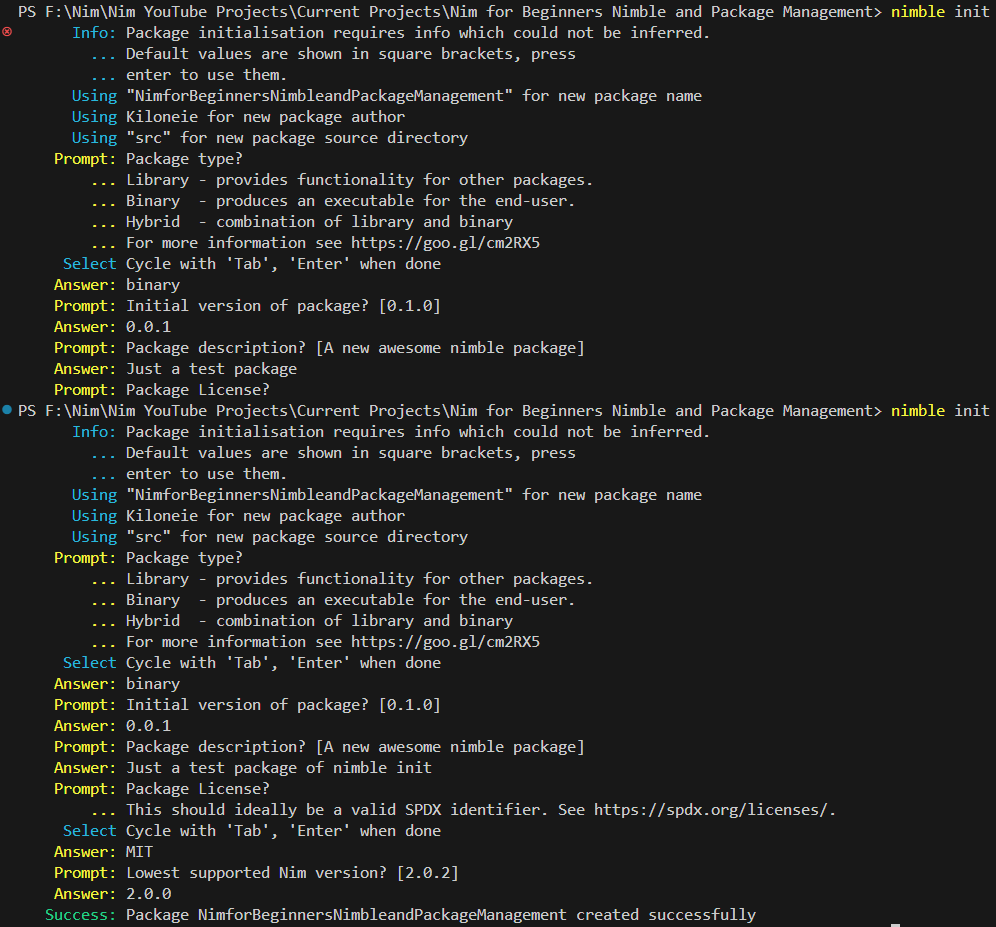 PS F:\Nim\Nim YouTube Projects\Current Projects\Nim for Beginners Nimble and Package Management> nimble init
Info: Package initialisation requires info which could not be inferred.
... Default values are shown in square brackets, press
... enter to use them.
Using "NimforBeginnersNimbleandPackageManagement" for new package name
Using Kiloneie for new package author
Using "src" for new package source directory
Prompt: Package type?
... Library - provides functionality for other packages.
... Binary  - produces an executable for the end-user.
... Hybrid  - combination of library and binary
... For more information see https://goo.gl/cm2RX5
Select Cycle with 'Tab', 'Enter' when done
Answer: binary
Prompt: Initial version of package? [0.1.0]
Answer: 0.0.1
Prompt: Package description? [A new awesome nimble package]
Answer: Just a test package
Prompt: Package License?
PS F:\Nim\Nim YouTube Projects\Current Projects\Nim for Beginners Nimble and Package Management> nimble init
Info: Package initialisation requires info which could not be inferred.
... Default values are shown in square brackets, press
... enter to use them.
Using "NimforBeginnersNimbleandPackageManagement" for new package name
Using Kiloneie for new package author
Using "src" for new package source directory
Prompt: Package type?
... Library - provides functionality for other packages.
... Binary  - produces an executable for the end-user.
... Hybrid  - combination of library and binary
... For more information see https://goo.gl/cm2RX5
Select Cycle with 'Tab', 'Enter' when done
Answer: binary
Prompt: Initial version of package? [0.1.0]
Answer: 0.0.1
Prompt: Package description? [A new awesome nimble package]
Answer: Just a test package of nimble init
Prompt: Package License?
... This should ideally be a valid SPDX identifier. See https://spdx.org/licenses/.
Select Cycle with 'Tab', 'Enter' when done
Answer: MIT
Prompt: Lowest supported Nim version? [2.0.2]
Answer: 2.0.0
Success: Package NimforBeginnersNimbleandPackageManagement created successfully